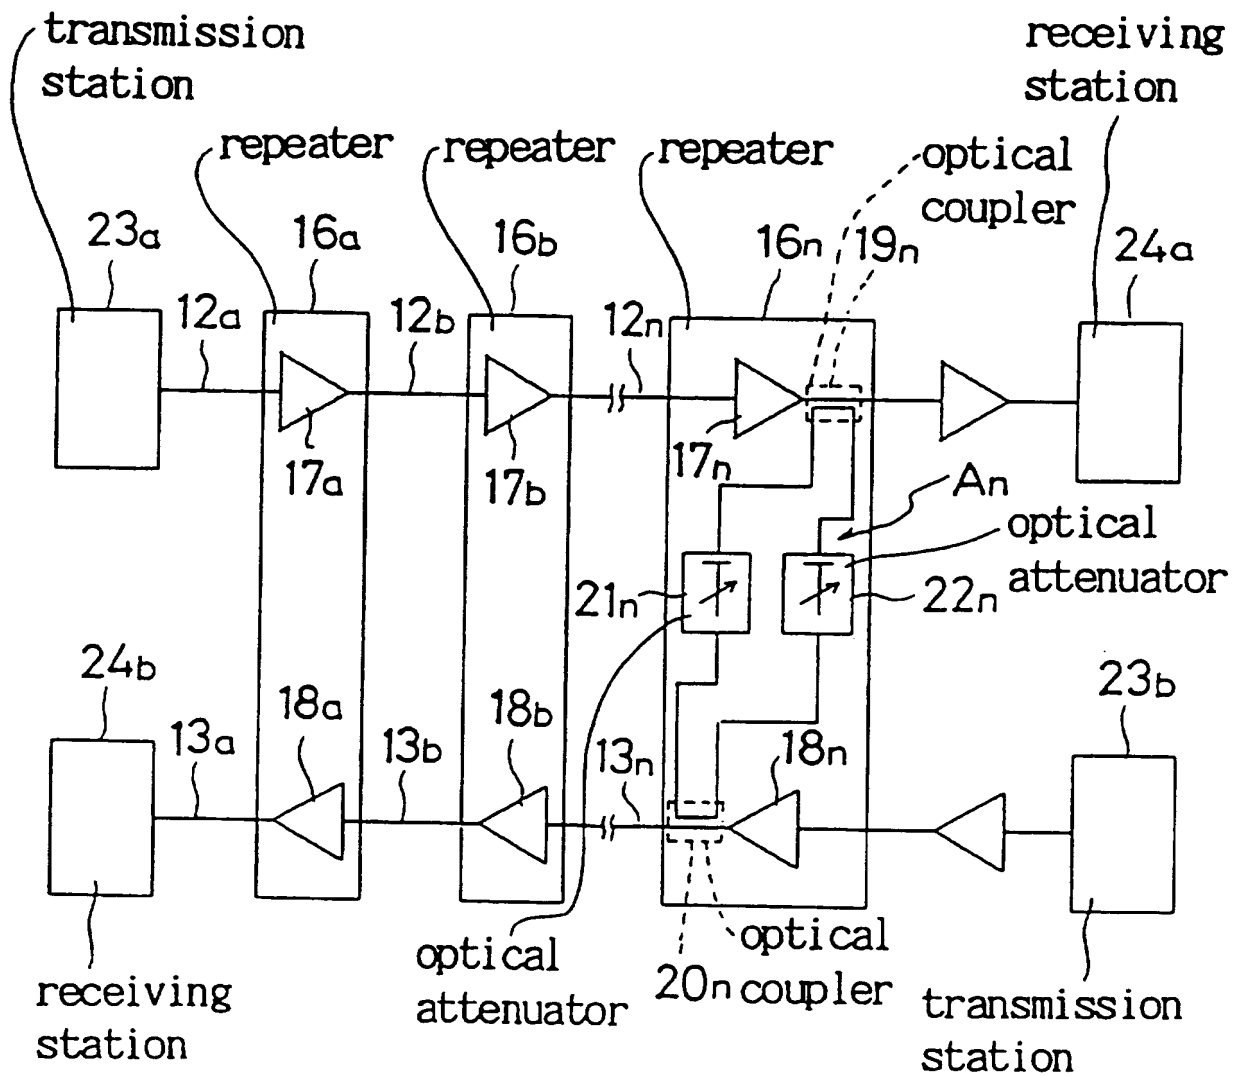 transmission
station
receiving
station
repeater
repeater
repeater
optical
coupler
23a
16a
16b
16n
19n
24a
12a
12b
12n
17a
17b
17n
An
optical
attenuator
21n
22n
24b
18a
18b
18n
23b
13a
13b
13n
optical
attenuator
optical
20n coupler
receiving
station
transmission
station